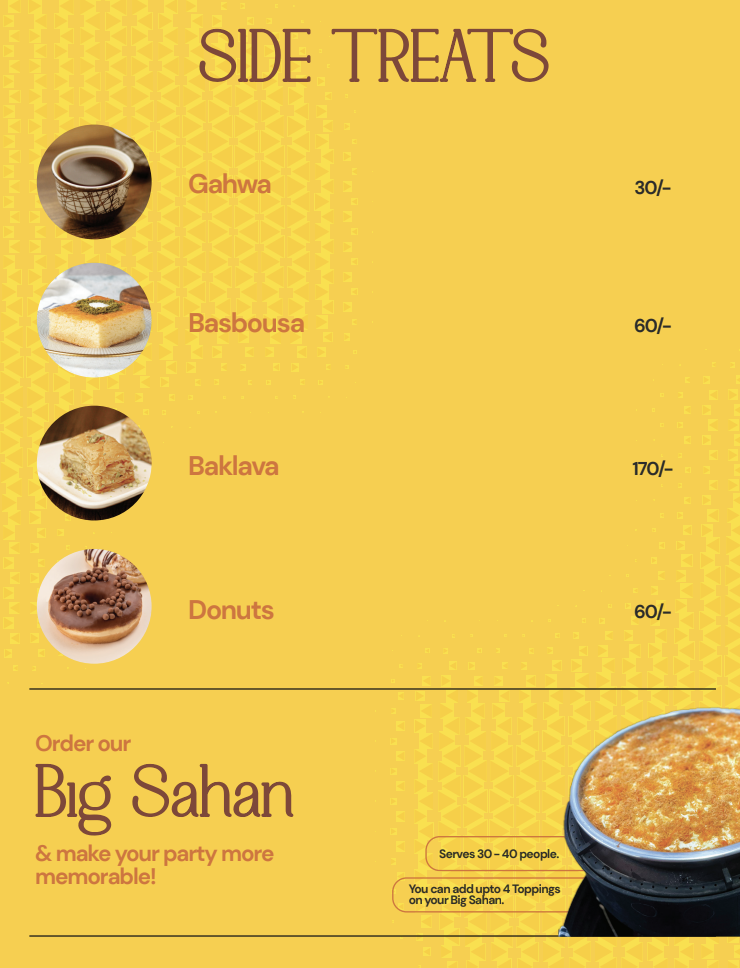 SIDE TREATS
Gahwa 30/-
Basbousa 60/-
Baklava 170/-
Donuts 60/-
Order our
Big Sahan
& make your party more
memorable!
Serves 30 - 40 people.
You can add upto 4 Toppings
on your Big Sahan.